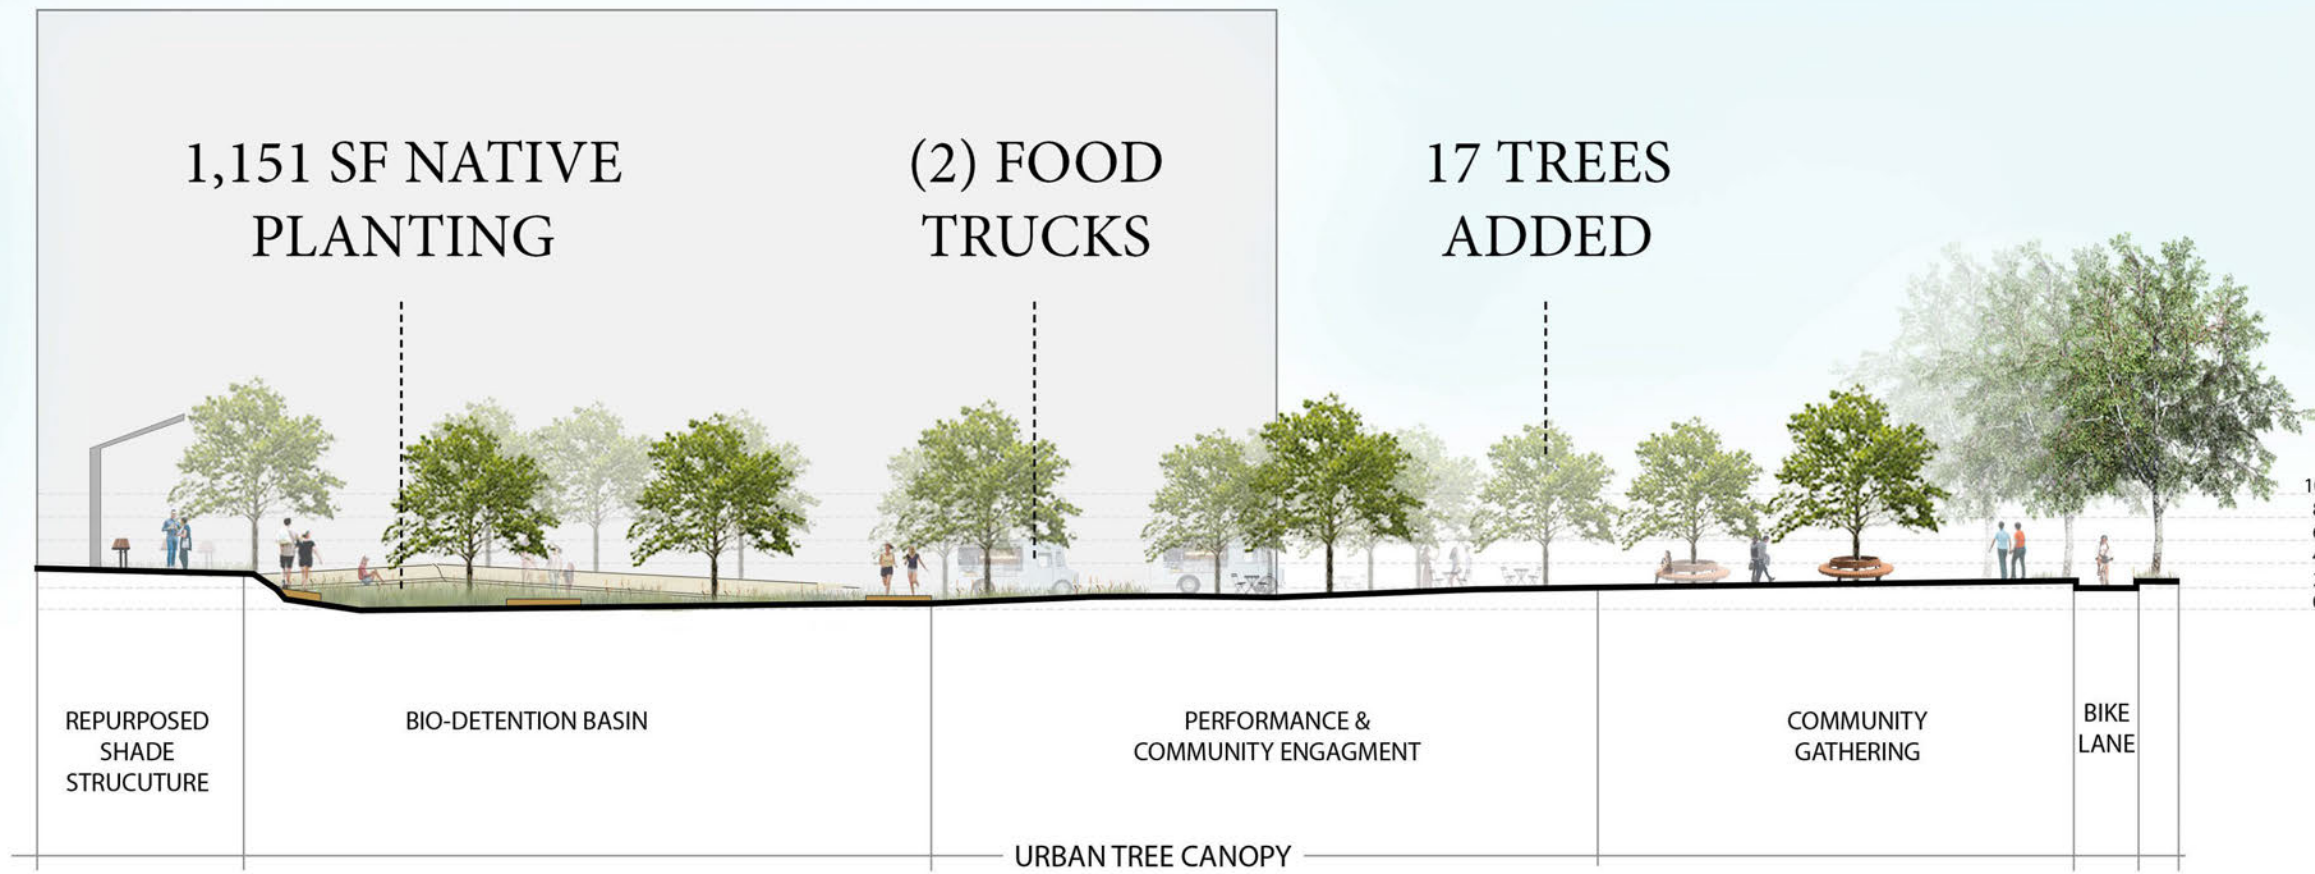 1,151 SF NATIVE
PLANTING
(2) FOOD
TRUCKS
17 TREES
ADDED
REPURPOSED
SHADE
STRUCUTURE
BIO-DETENTION BASIN
PERFORMANCE &
COMMUNITY ENGAGMENT
COMMUNITY
GATHERING
BIKE
LANE
URBAN TREE CANOPY